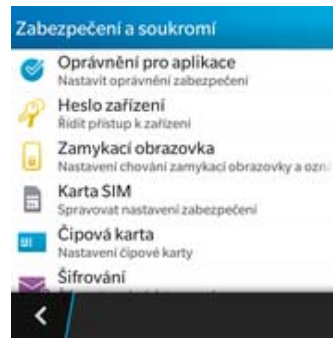 Zabezpečení a soukromí
Oprávnění pro aplikace
Nastavit oprávnění zabezpečení
Heslo zařízení
Řídit přístup k zařízení
Zamykací obrazovka
Nastavení chování zamykací obrazovky a ozná
Karta SIM
Spravovat nastavení zabezpečení
Čipová karta
Nastavení čipové karty
Šifrování